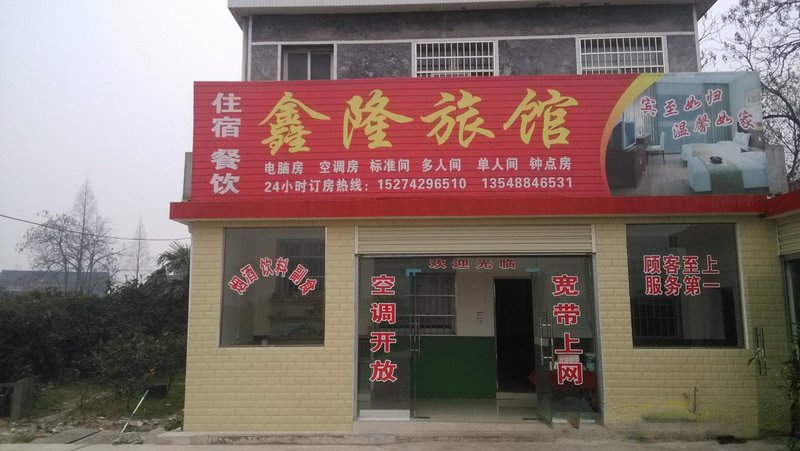 住宿 餐饮
鑫隆旅馆
电脑房 空调房 标准间 多人间 单人间 钟点房
24小时订房热线：15274296510 13548846531
宾至如归
温馨如家
烟酒 饮料 副食
欢迎光临
空调开放
宽带上网
顾客至上
服务第一